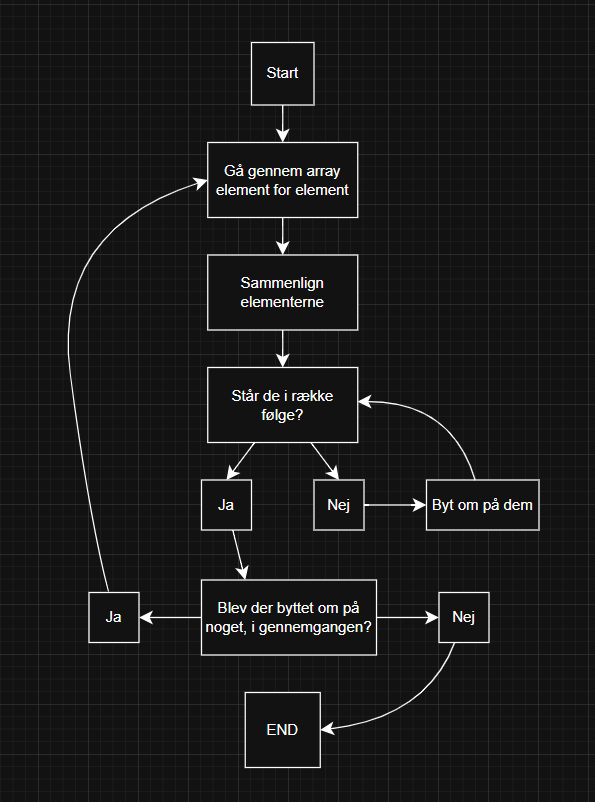 Start
Gå gennem array
element for element
Sammenlign
elementerne
Står de i række
følge?
Ja
Nej
Byt om på dem
Ja
Blev der byttet om på
noget, i gennemgangen?
Nej
END